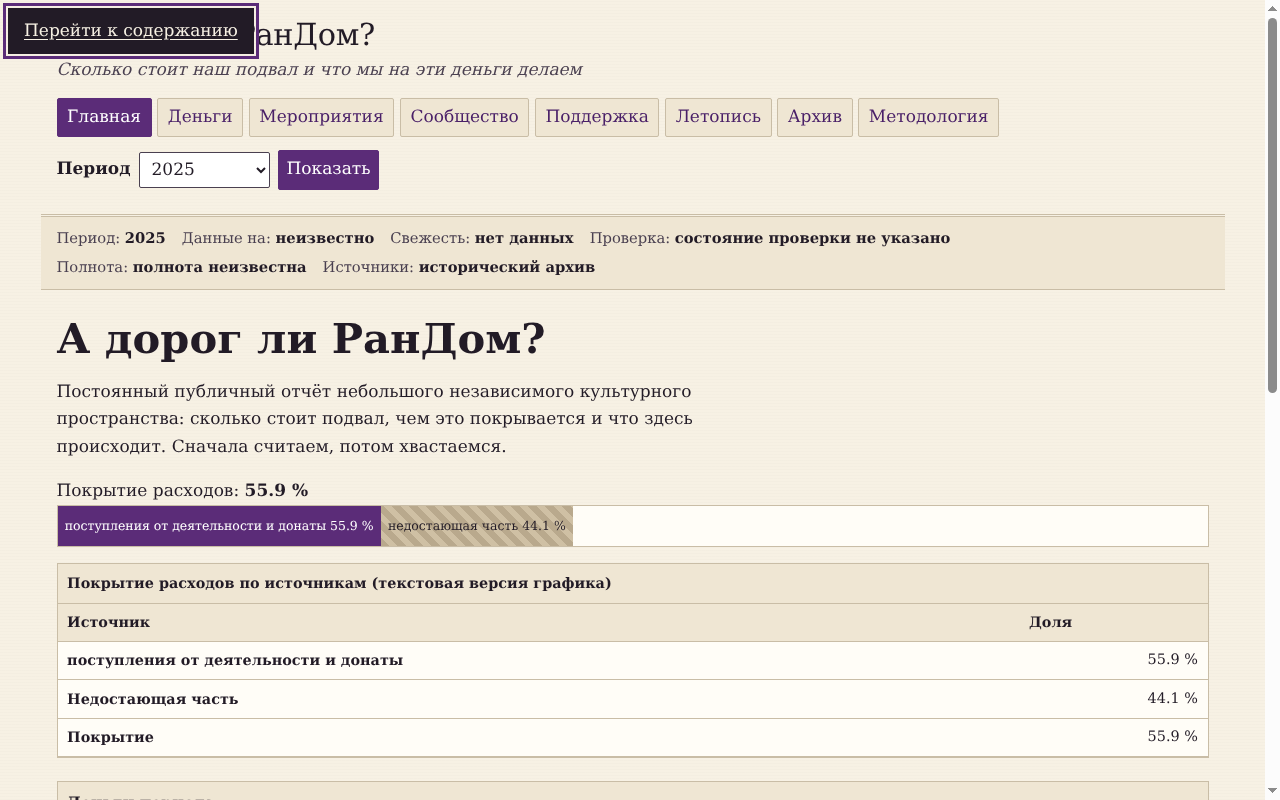 Перейти к содержанию
РанДом?
Сколько стоит наш подвал и что мы на эти деньги делаем
Главная Деньги Мероприятия Сообщество Поддержка Летопись Архив Методология
Период 2025 Показать
Период: 2025 Данные на: неизвестно Свежесть: нет данных Проверка: состояние проверки не указано
Полнота: полнота неизвестна Источники: исторический архив
А дорог ли РанДом?
Постоянный публичный отчёт небольшого независимого культурного
пространства: сколько стоит подвал, чем это покрывается и что здесь
происходит. Сначала считаем, потом хвастаемся.
Покрытие расходов: 55.9 %
поступления от деятельности и донаты 55.9 % недостающая часть 44.1 %
Покрытие расходов по источникам (текстовая версия графика)
Источник Доля
поступления от деятельности и донаты 55.9 %
Недостающая часть 44.1 %
Покрытие 55.9 %